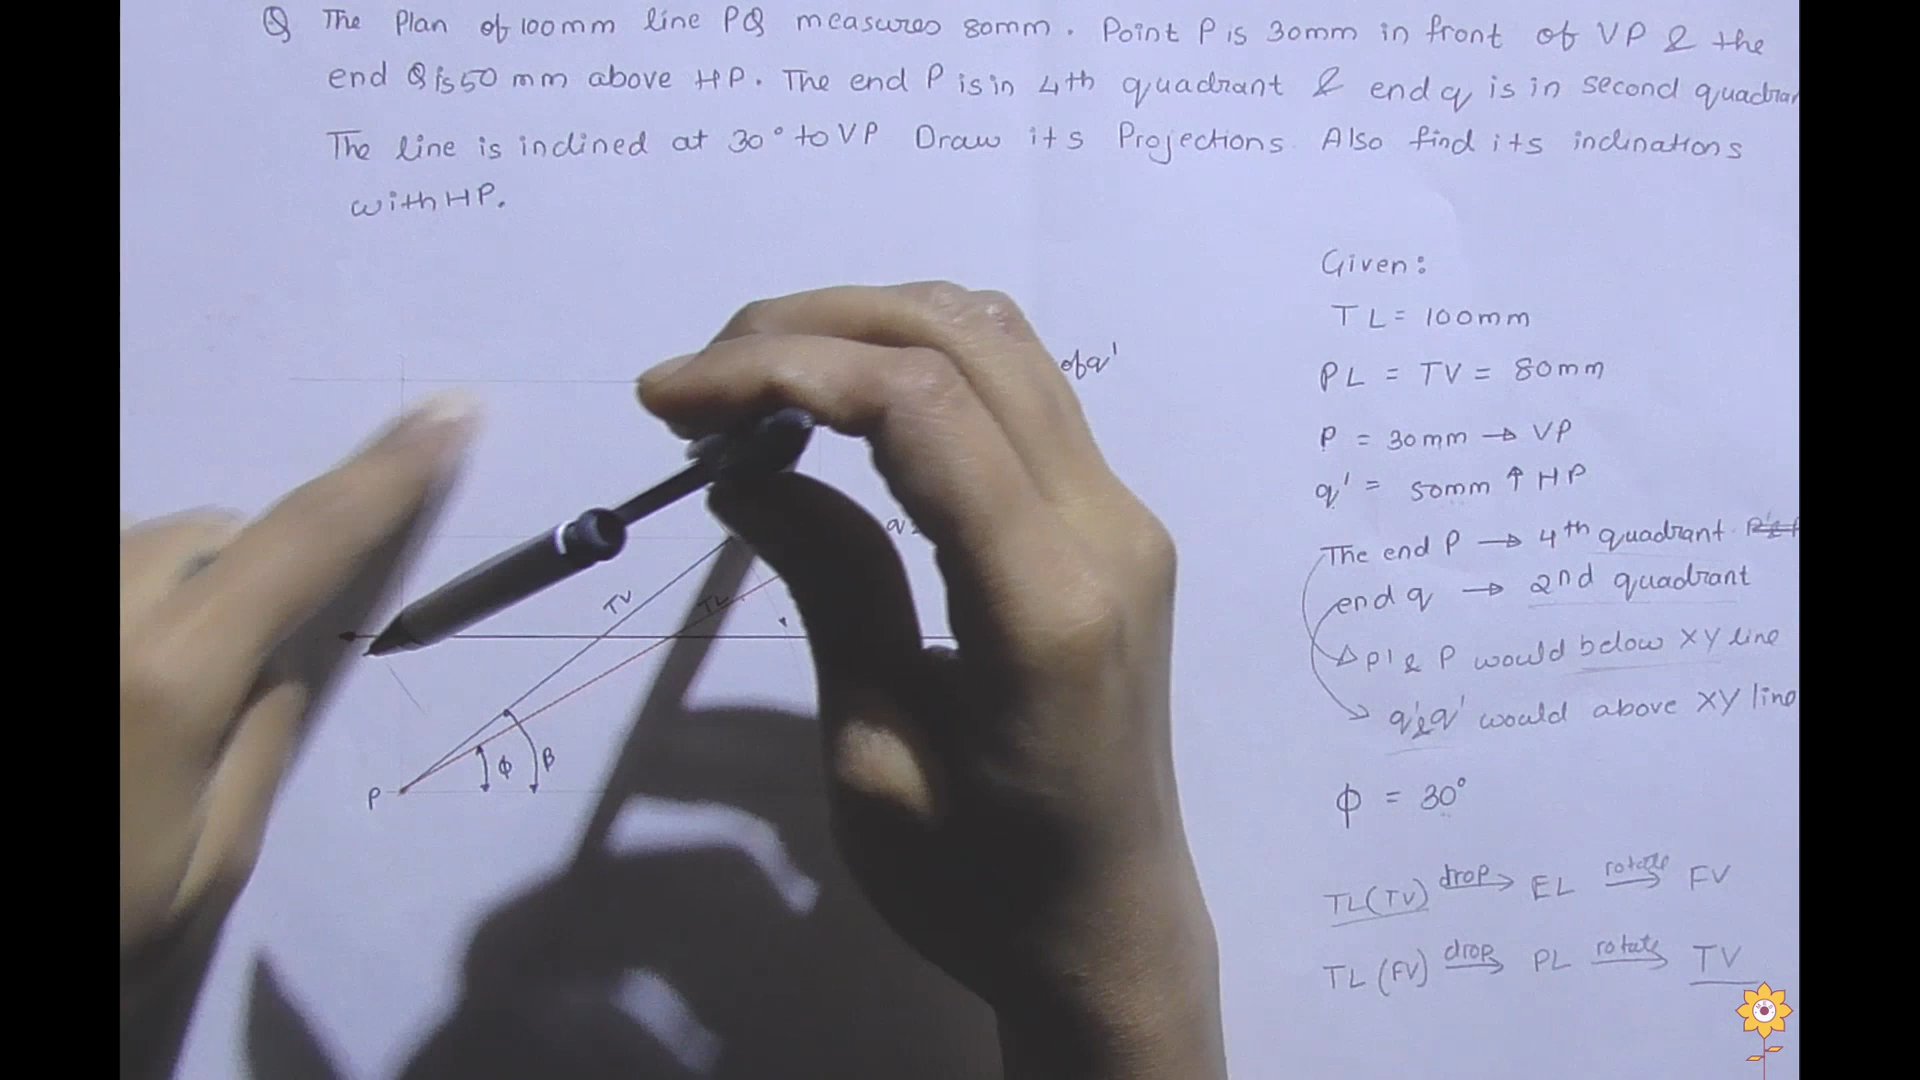 Q The Plan of 100mm line PQ measures 80mm. Point P is 30mm in front of VP & the
end Q is 50 mm above HP. The end P is in 4th quadrant & end q is in second quadran
The line is inclined at 30° to VP Draw its Projections. Also find its inclinations
with HP.
Given:
TL = 100mm
PL = TV = 80mm
P = 30mm → VP
q' = 50mm ↑ HP
The end P → 4th quadrant.
end q → 2nd quadrant
P' & P would below XY line
q' & q' would above XY line
ϕ = 30°
TL(TV) drop→ EL rotate→ FV
TL (FV) drop→ PL rotate→ TV
of q'
TV
TL
P
ϕ
β